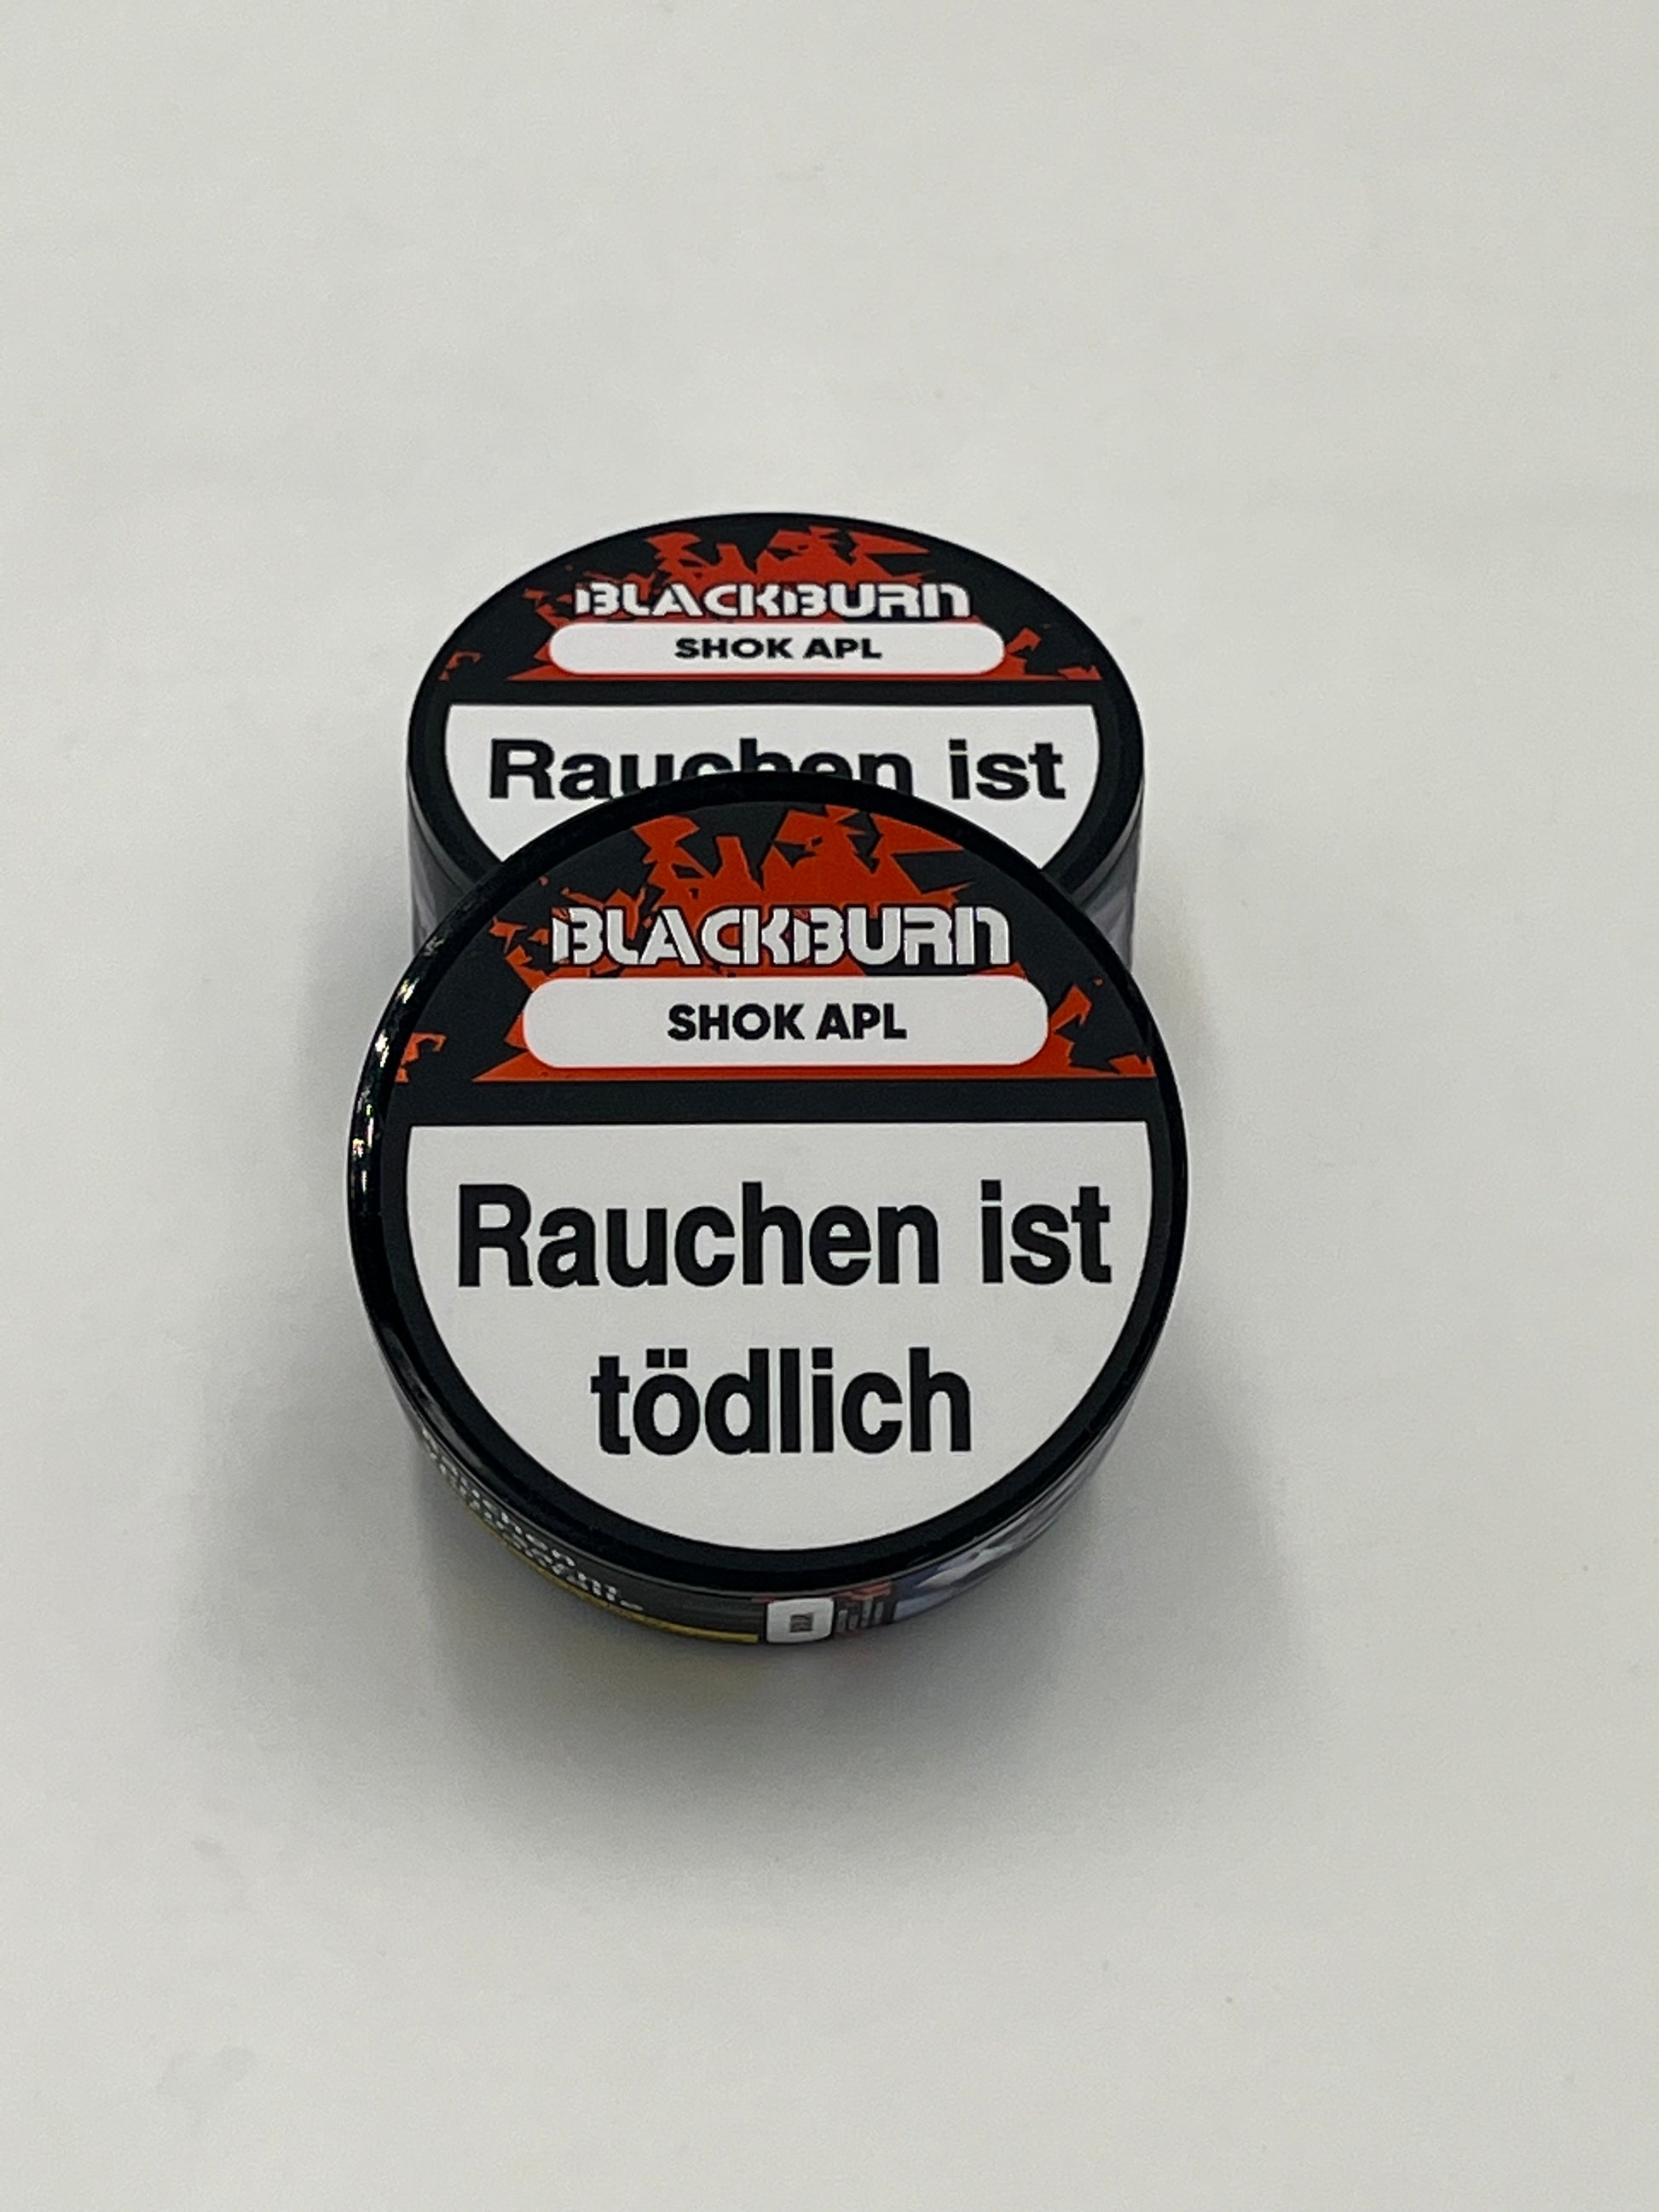 BLACKBURN
SHOK APL
Rauchen ist
BLACKBURN
SHOK APL
Rauchen ist
tödlich